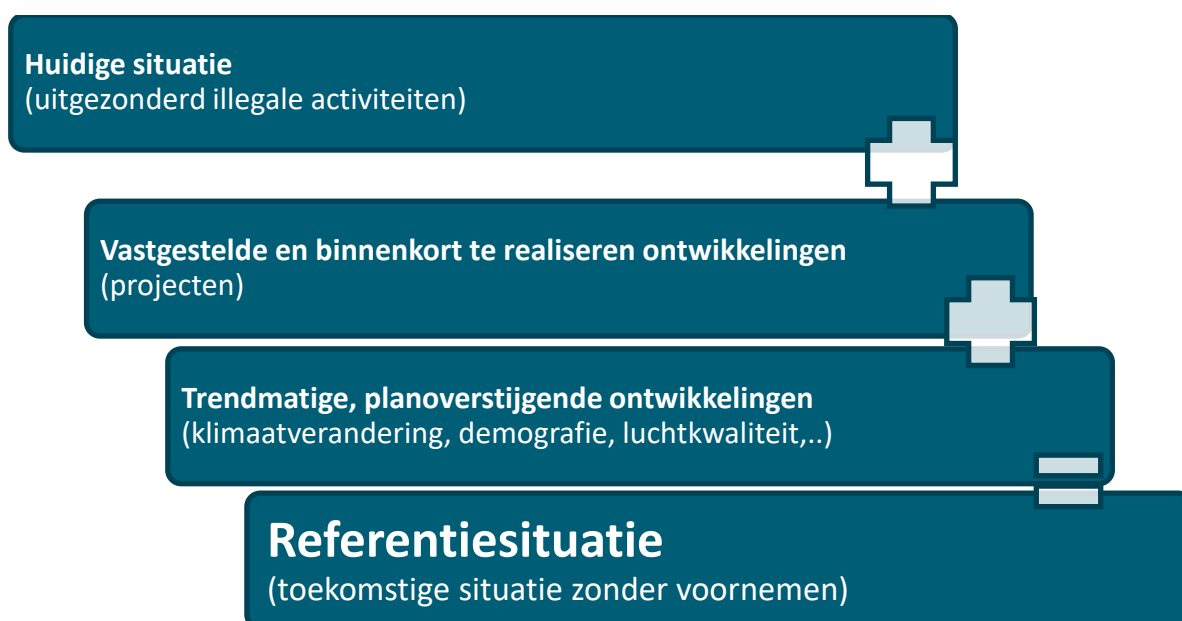 Huidige situatie
(uitgezonderd illegale activiteiten)
Vastgestelde en binnenkort te realiseren ontwikkelingen
(projecten)
Trendmatige, planoverstijgende ontwikkelingen
(klimaatverandering, demografie, luchtkwaliteit,..)
Referentiesituatie
(toekomstige situatie zonder voornemen)